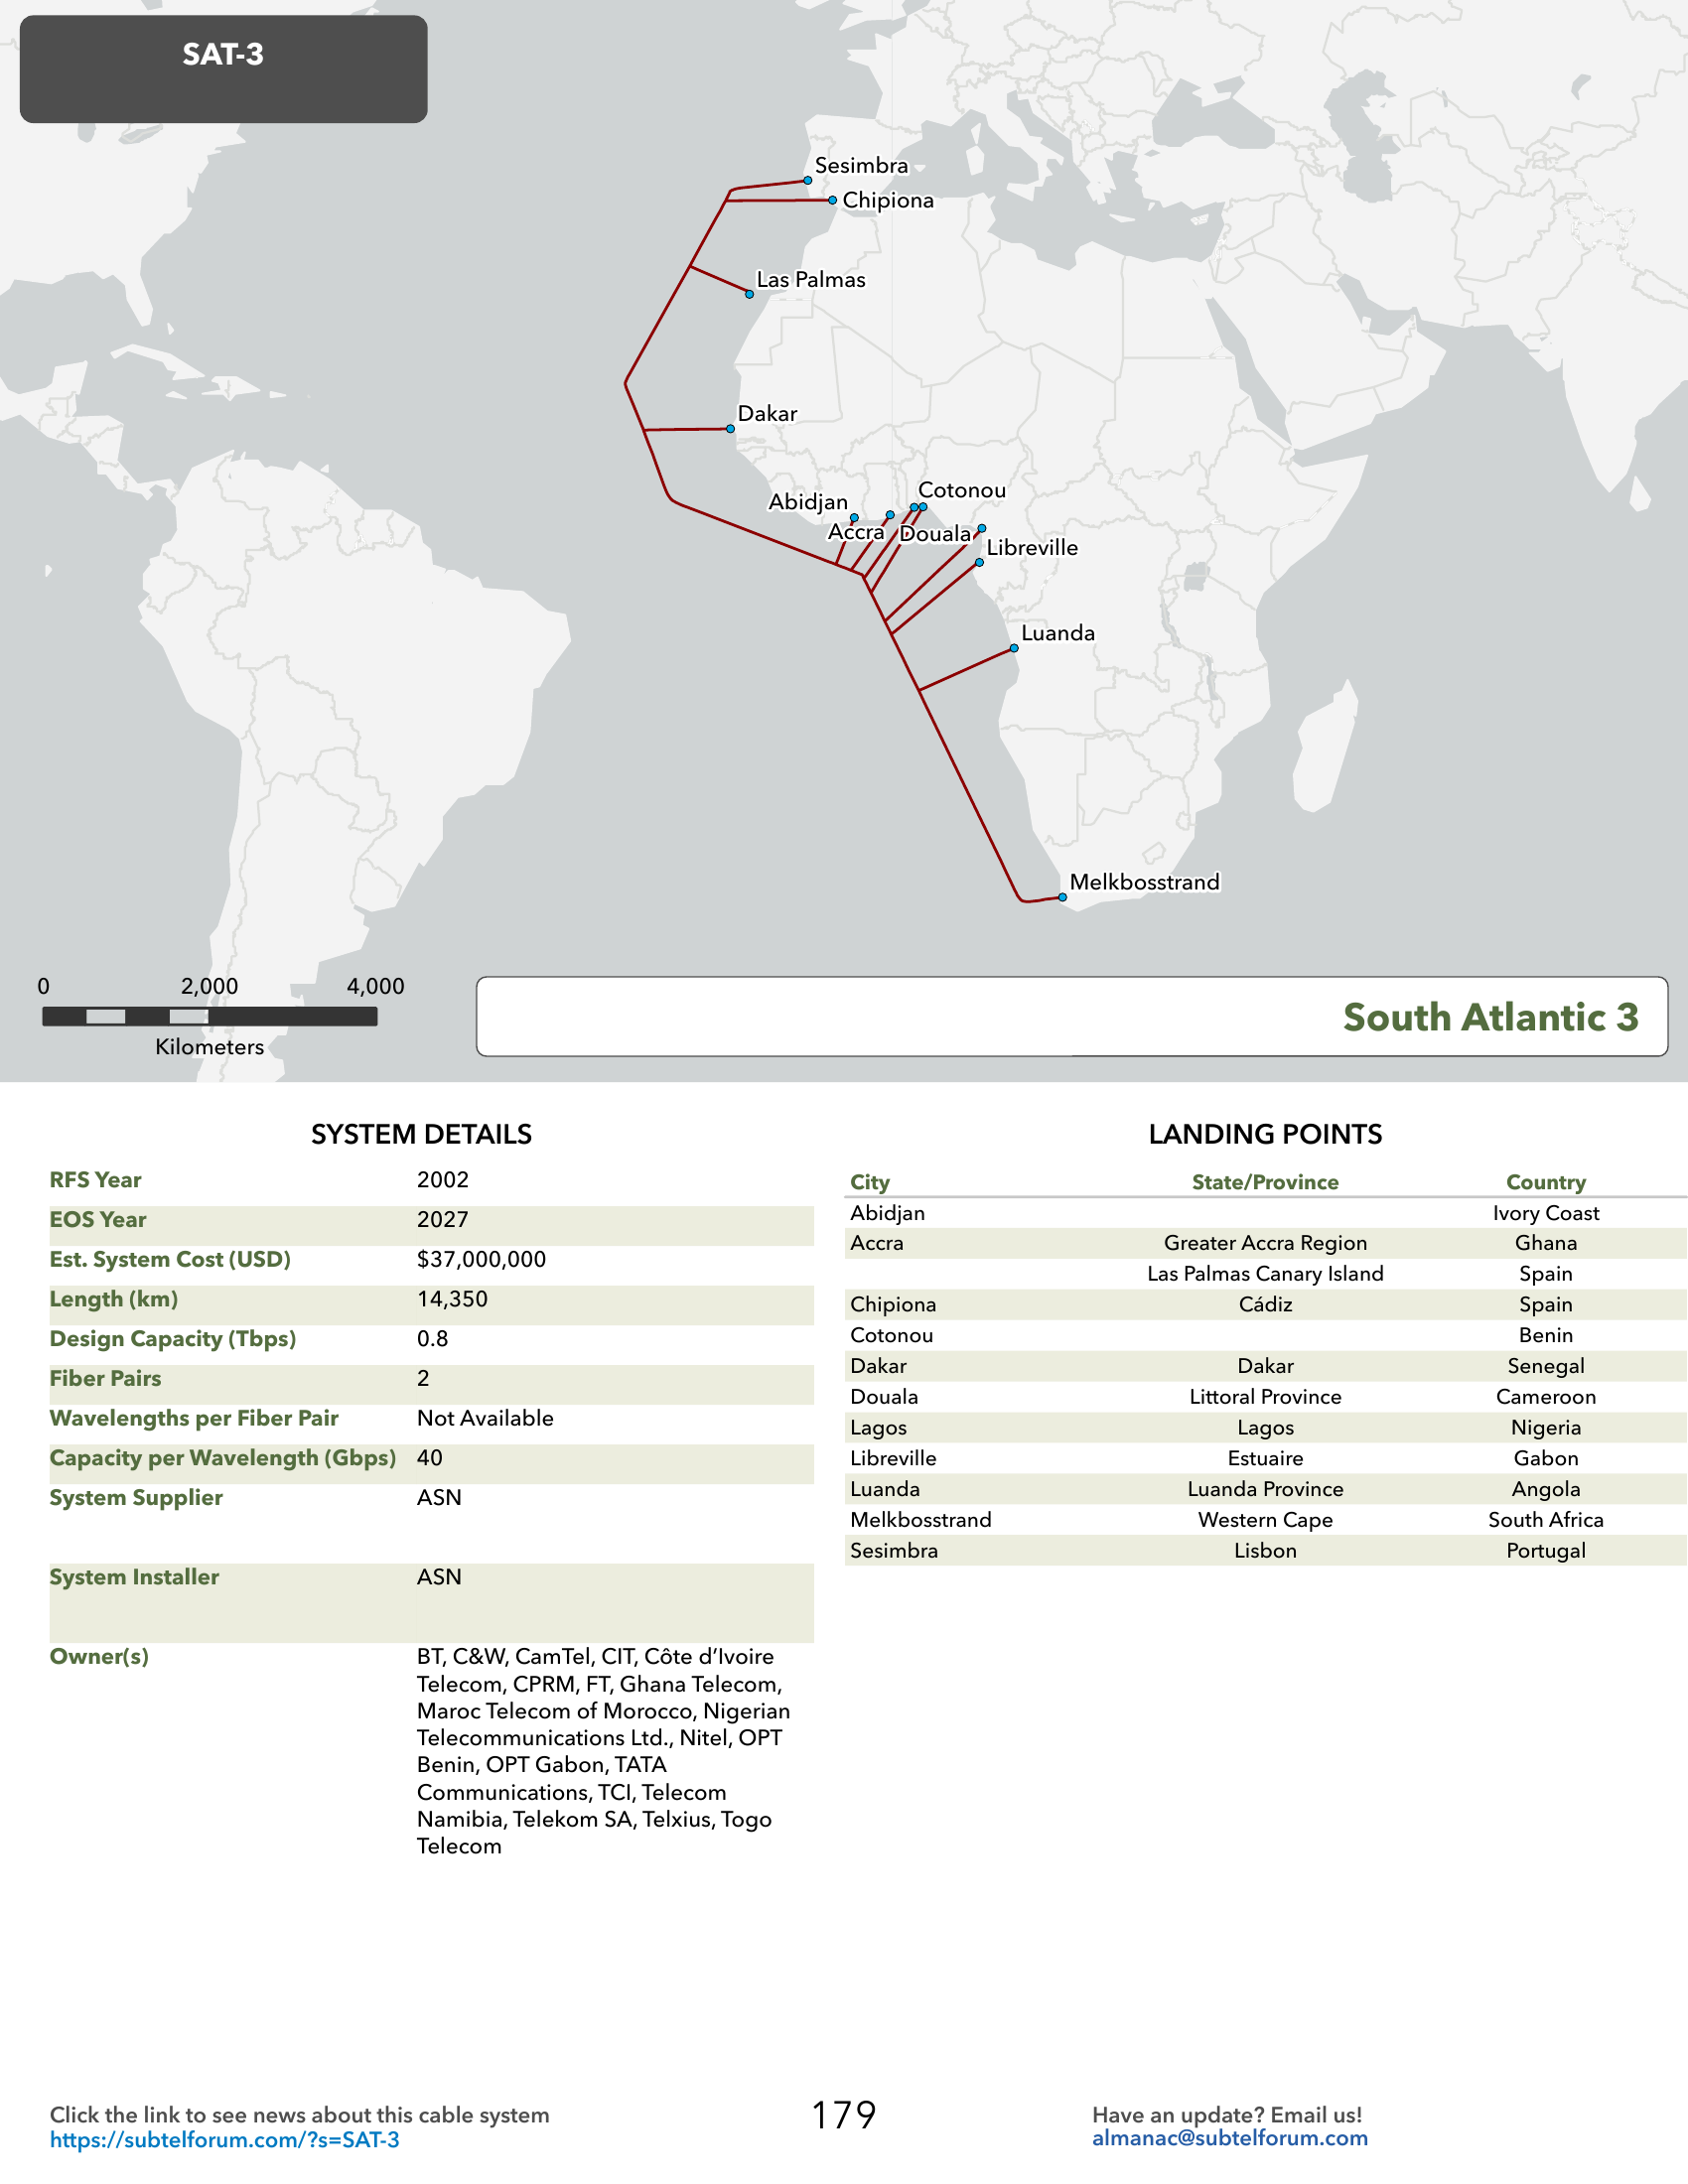 SAT-3
Sesimbra
Chipiona
Las Palmas
Dakar
Cotonou
Abidjan
Accra
Douala
Libreville
Luanda
Melkbosstrand
0 2,000 4,000
Kilometers
South Atlantic 3
SYSTEM DETAILS
RFS Year 2002
EOS Year 2027
Est. System Cost (USD) $37,000,000
Length (km) 14,350
Design Capacity (Tbps) 0.8
Fiber Pairs 2
Wavelengths per Fiber Pair Not Available
Capacity per Wavelength (Gbps) 40
System Supplier ASN
System Installer ASN
Owner(s) BT, C&W, CamTel, CIT, Côte d’Ivoire
Telecom, CPRM, FT, Ghana Telecom,
Maroc Telecom of Morocco, Nigerian
Telecommunications Ltd., Nitel, OPT
Benin, OPT Gabon, TATA
Communications, TCI, Telecom
Namibia, Telekom SA, Telxius, Togo
Telecom
LANDING POINTS
City State/Province Country
Abidjan Ivory Coast
Accra Greater Accra Region Ghana
Las Palmas Canary Island Spain
Chipiona Cádiz Spain
Cotonou Benin
Dakar Dakar Senegal
Douala Littoral Province Cameroon
Lagos Lagos Nigeria
Libreville Estuaire Gabon
Luanda Luanda Province Angola
Melkbosstrand Western Cape South Africa
Sesimbra Lisbon Portugal
Click the link to see news about this cable system
https://subtelforum.com/?s=SAT-3
179
Have an update? Email us!
almanac@subtelforum.com